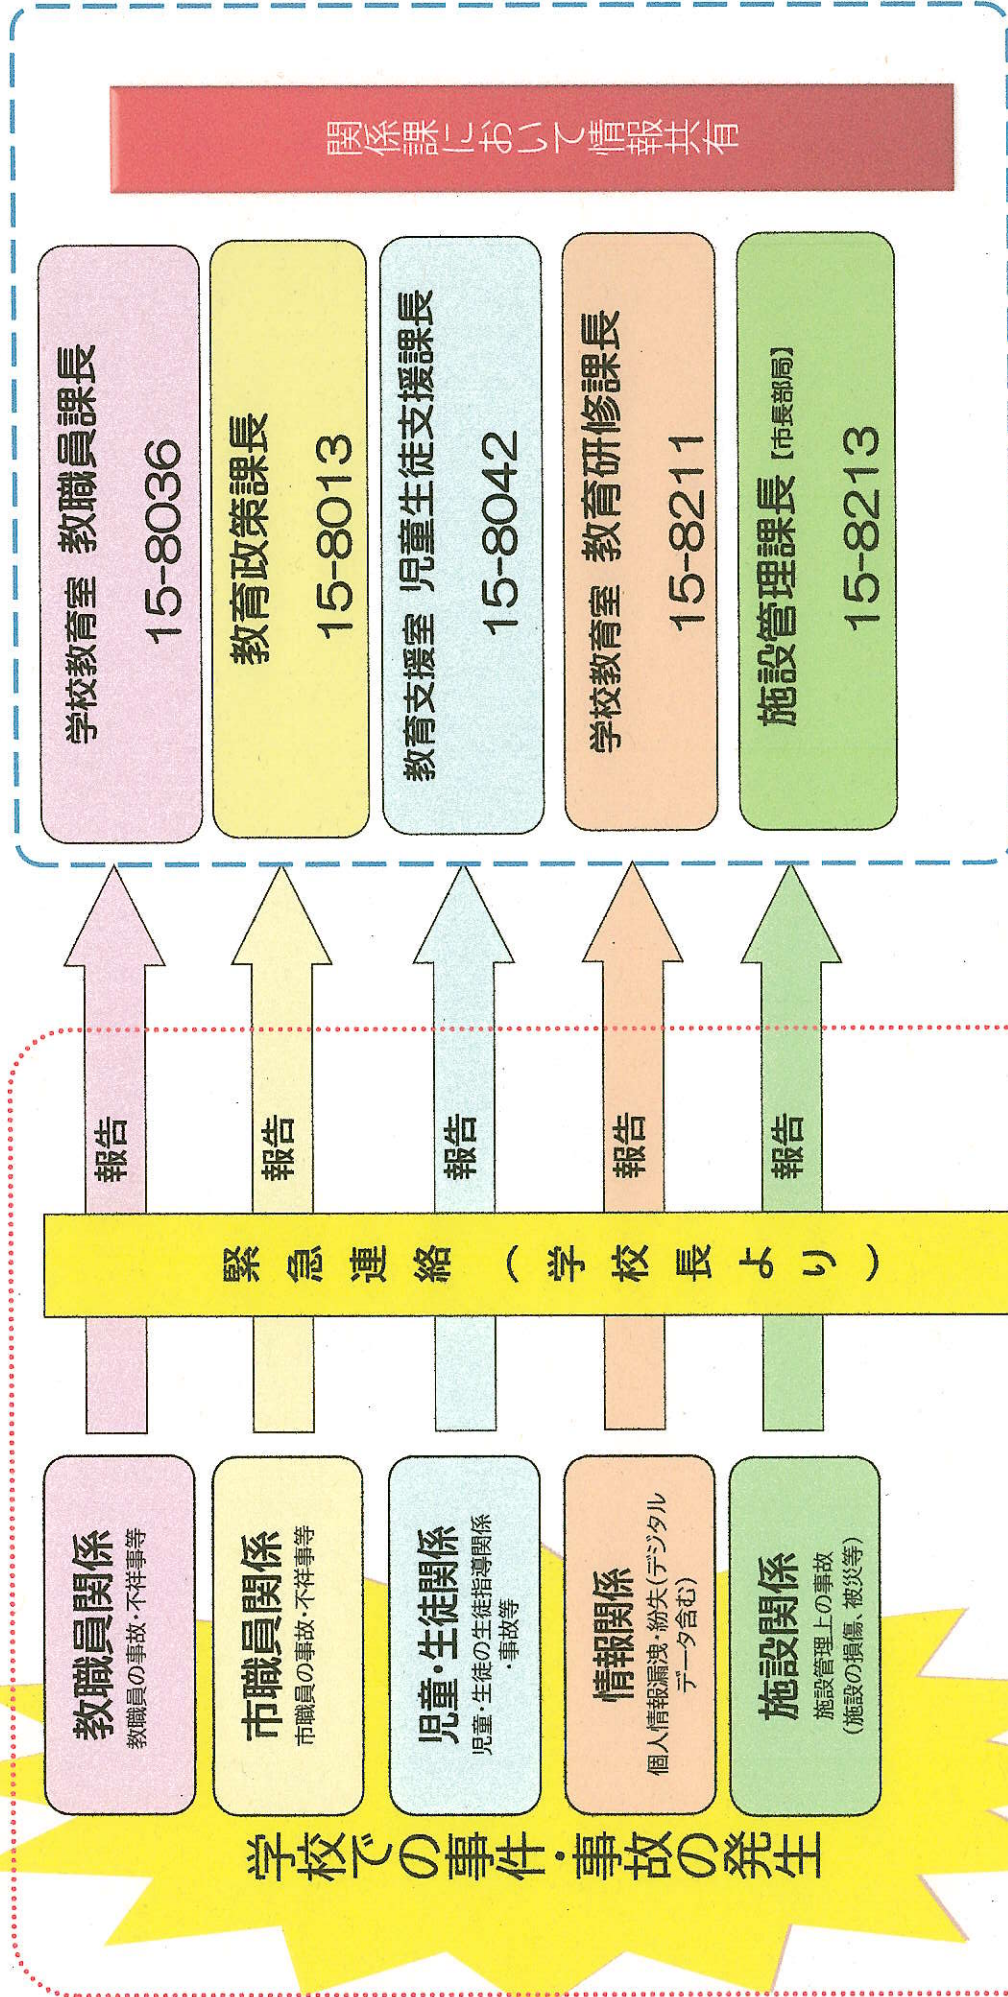 学校での事件・事故の発生
教職員関係
教職員の事故・不祥事等
市職員関係
市職員の事故・不祥事等
児童・生徒関係
児童・生徒の生徒指導関係
・事故等
情報関係
個人情報漏洩・紛失(デジタル
データ含む)
施設関係
施設管理上の事故
(施設の損傷、被災等)
緊急連絡(学校長より)
報告
報告
報告
報告
報告
学校教育室 教職員課長
15-8036
教育政策課長
15-8013
教育支援室 児童生徒支援課長
15-8042
学校教育室 教育研修課長
15-8211
施設管理課長【市長部局】
15-8213
関係課において情報共有